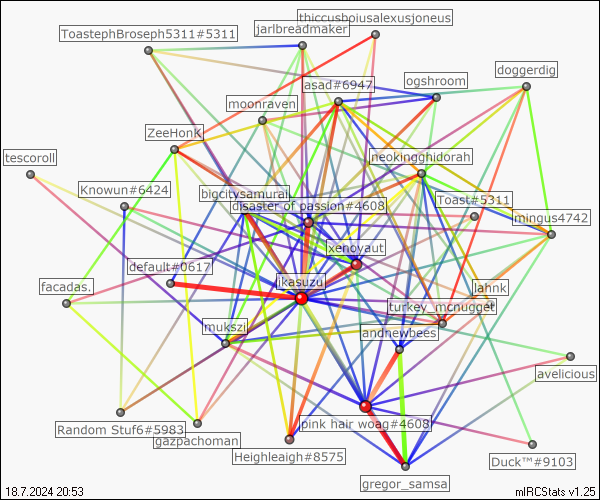 thiccusboiusalexusjoneus
ToastephBroseph5311#5311
jarlbreadmaker
doggerdig
asad#6947
ogshroom
moonraven
ZeeHonK
neokingghidorah
tescoroll
Knowun#6424
bigcitysamurai
disaster of passion#4608
Toast#5311
mingus4742
xenoyaut
default#0617
ikasuzu
lahnk
facadas.
turkey_mcnugget
mukszi
andnewbees
avelicious
Random Stuf6#5983
pink hair woag#4608
gazpachoman
Heighleaigh#8575
Duck™#9103
gregor_samsa
18.7.2024 20:53
mIRCStats v1.25